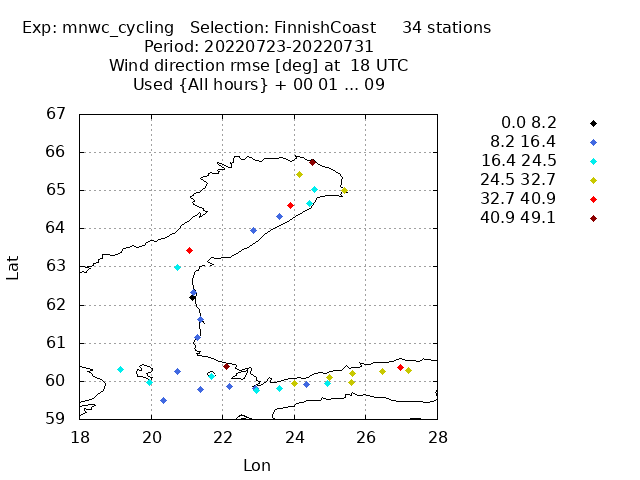 Exp: mnwc_cycling Selection: FinnishCoast 34 stations
Period: 20220723-20220731
Wind direction rmse [deg] at 18 UTC
Used {All hours} + 00 01 ... 09
0.0 8.2
8.2 16.4
16.4 24.5
24.5 32.7
32.7 40.9
40.9 49.1
67
66
65
64
63
62
61
60
59
Lat
18 20 22 24 26 28
Lon